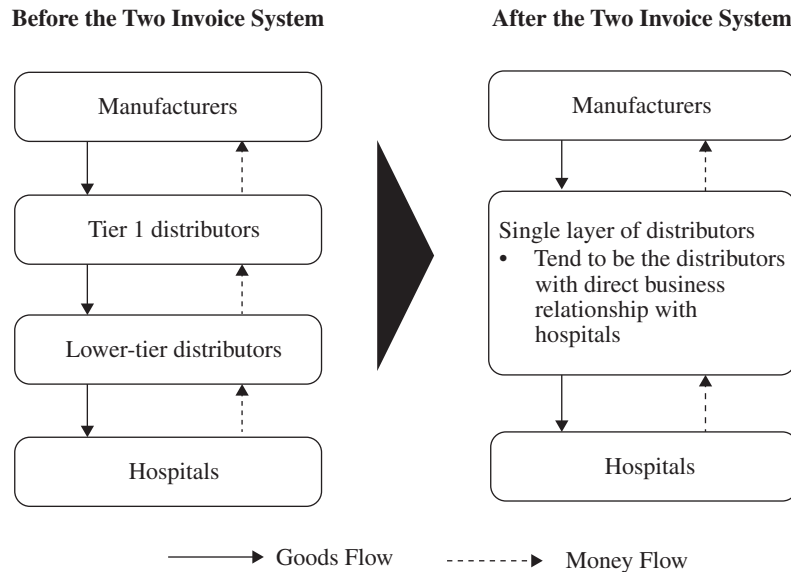 Before the Two Invoice System
Manufacturers
Tier 1 distributors
Lower-tier distributors
Hospitals
After the Two Invoice System
Manufacturers
Single layer of distributors
• Tend to be the distributors
with direct business
relationship with
hospitals
Hospitals
Goods Flow
Money Flow